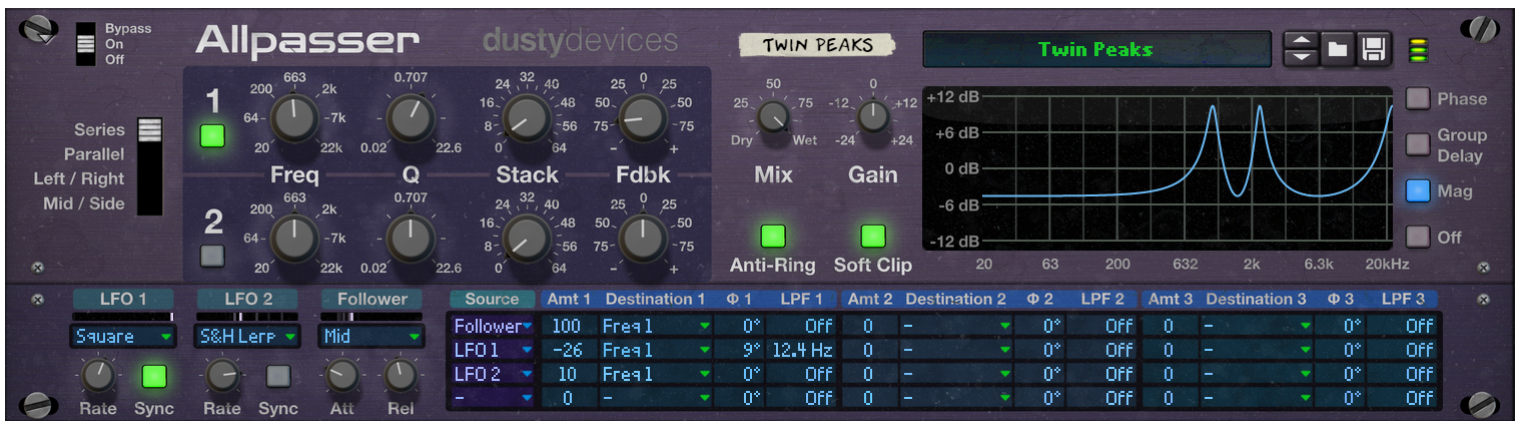 Bypass
On
Off
Allpasser
dustydevices
TWIN PEAKS
Twin Peaks
Series
Parallel
Left / Right
Mid / Side
1
20 64 200 663 2k 7k 22k
0.02 0.707 22.6
0 8 16 24 32 40 48 56 64
- 75 50 25 0 25 50 75 +
Freq Q Stack Fdbk
2
20 64 200 663 2k 7k 22k
0.02 0.707 22.6
0 8 16 24 32 40 48 56 64
- 75 50 25 0 25 50 75 +
Dry 25 50 75 Wet
-24 -12 0 +12 +24
Mix Gain
Anti-Ring Soft Clip
+12 dB
+6 dB
0 dB
-6 dB
-12 dB
20 63 200 632 2k 6.3k 20kHz
Phase
Group
Delay
Mag
Off
LFO 1 LFO 2 Follower
Square S&H Lerp Mid
Rate Sync Rate Sync Att Rel
Source Amt 1 Destination 1 Φ 1 LPF 1 Amt 2 Destination 2 Φ 2 LPF 2 Amt 3 Destination 3 Φ 3 LPF 3
Follower 100 Freq 1 0° Off 0 - 0° Off 0 - 0° Off
LFO 1 -26 Freq 1 9° 12.4 Hz 0 - 0° Off 0 - 0° Off
LFO 2 10 Freq 1 0° Off 0 - 0° Off 0 - 0° Off
- 0 - 0° Off 0 - 0° Off 0 - 0° Off